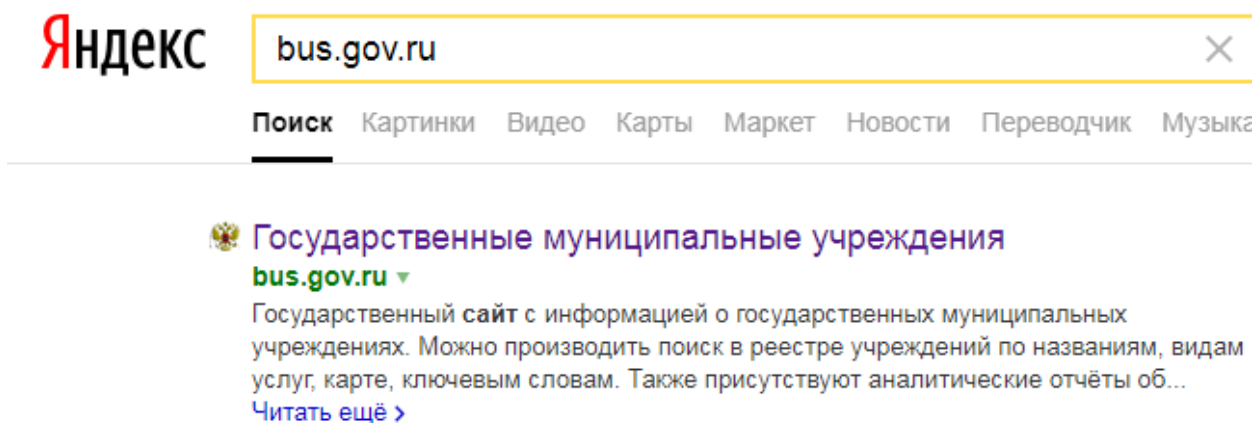 Яндекс
bus.gov.ru
Поиск Картинки Видео Карты Маркет Новости Переводчик Музыка
Государственные муниципальные учреждения
bus.gov.ru
Государственный сайт с информацией о государственных муниципальных
учреждениях. Можно производить поиск в реестре учреждений по названиям, видам
услуг, карте, ключевым словам. Также присутствуют аналитические отчёты об...
Читать ещё >